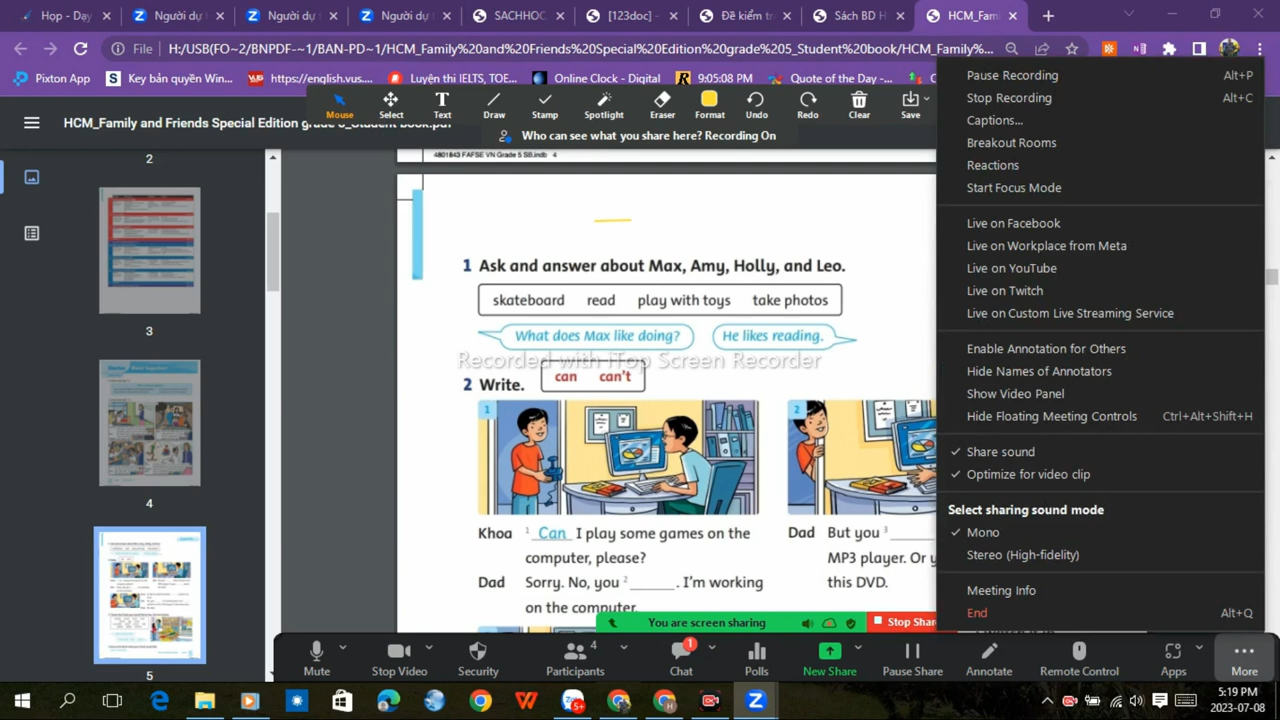 Họp - Dạy
Người dự
Người dự
Người dự
SACHHOC
[123doc] -
Đề kiểm tr
Sách BD H
HCM_Fami
File
H:/USB(FO~2/BNPDF-~1/BAN-PD~1/HCM_Family%20and%20Friends%20Special%20Edition%20grade%205_Student%20book/HCM_Family%...
Pixton App
Key bản quyền Win...
https://english.vus....
Luyện thi IELTS, TOE...
Online Clock - Digital
9:05:08 PM
Quote of the Day -...
Mouse
Select
Text
Draw
Stamp
Spotlight
Eraser
Format
Undo
Redo
Clear
Save
HCM_Family and Friends Special Edition
book.pdf
Who can see what you share here? Recording On
2
3
4
5
4801843 FAFSE VN Grade 5 SB.indb 4
1 Ask and answer about Max, Amy, Holly, and Leo.
skateboard read play with toys take photos
What does Max like doing?
He likes reading.
Recorded with iTop Screen Recorder
2 Write.
can can't
1
2
Khoa 1 Can I play some games on the
computer, please?
Dad Sorry. No, you 2 ______. I'm working
on the computer.
Dad But you 3
MP3 player. Or y
this DVD.
Pause Recording Alt+P
Stop Recording Alt+C
Captions...
Breakout Rooms
Reactions
Start Focus Mode
Live on Facebook
Live on Workplace from Meta
Live on YouTube
Live on Twitch
Live on Custom Live Streaming Service
Enable Annotation for Others
Hide Names of Annotators
Show Video Panel
Hide Floating Meeting Controls Ctrl+Alt+Shift+H
Share sound
Optimize for video clip
Select sharing sound mode
Mono
Stereo (High-fidelity)
Meeting Info
End Alt+Q
You are screen sharing
Stop Shar
Mute
Stop Video
Security
Participants
4
Chat
1
Polls
New Share
Pause Share
Annotate
Remote Control
Apps
More
5+
5:19 PM
2023-07-08